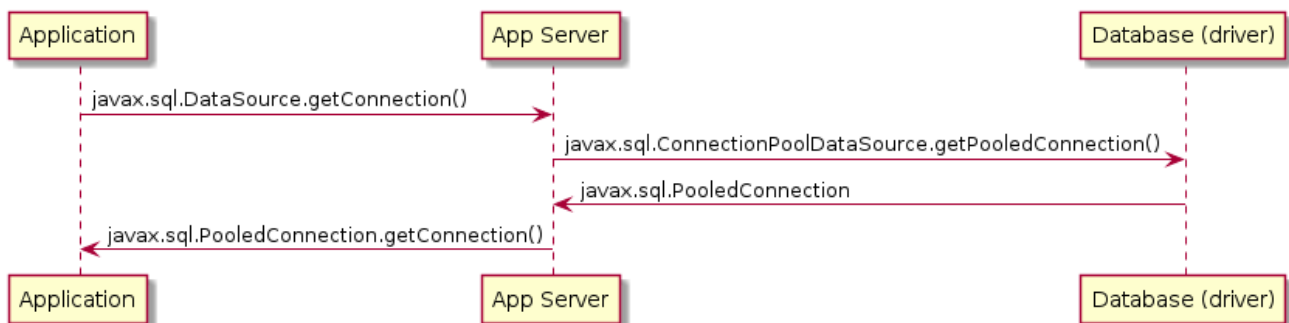 Application
App Server
Database (driver)
javax.sql.DataSource.getConnection()
javax.sql.ConnectionPoolDataSource.getPooledConnection()
javax.sql.PooledConnection
javax.sql.PooledConnection.getConnection()
Application
App Server
Database (driver)